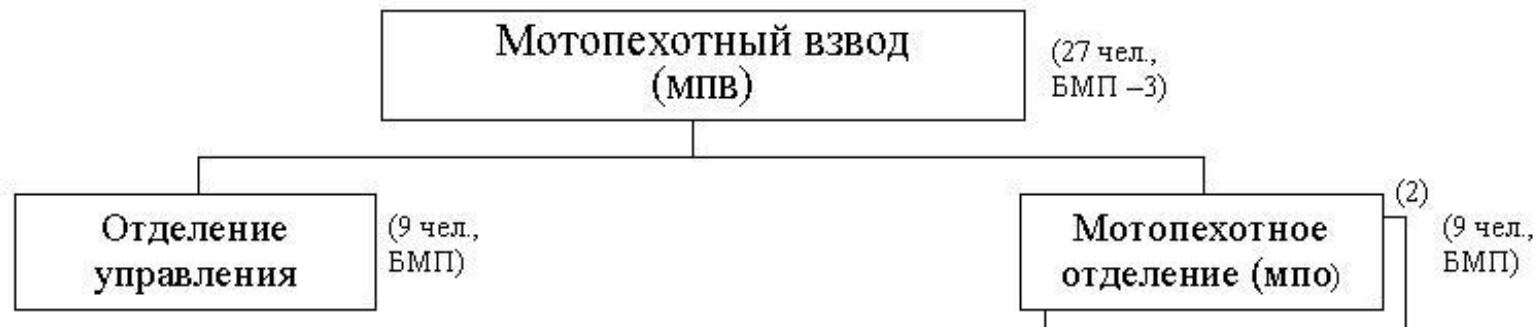 Мотопехотный взвод
(мпв)
(27 чел.,
БМП –3)
Отделение
управления
(9 чел.,
БМП)
(2)
Мотопехотное
отделение (мпо)
(9 чел.,
БМП)